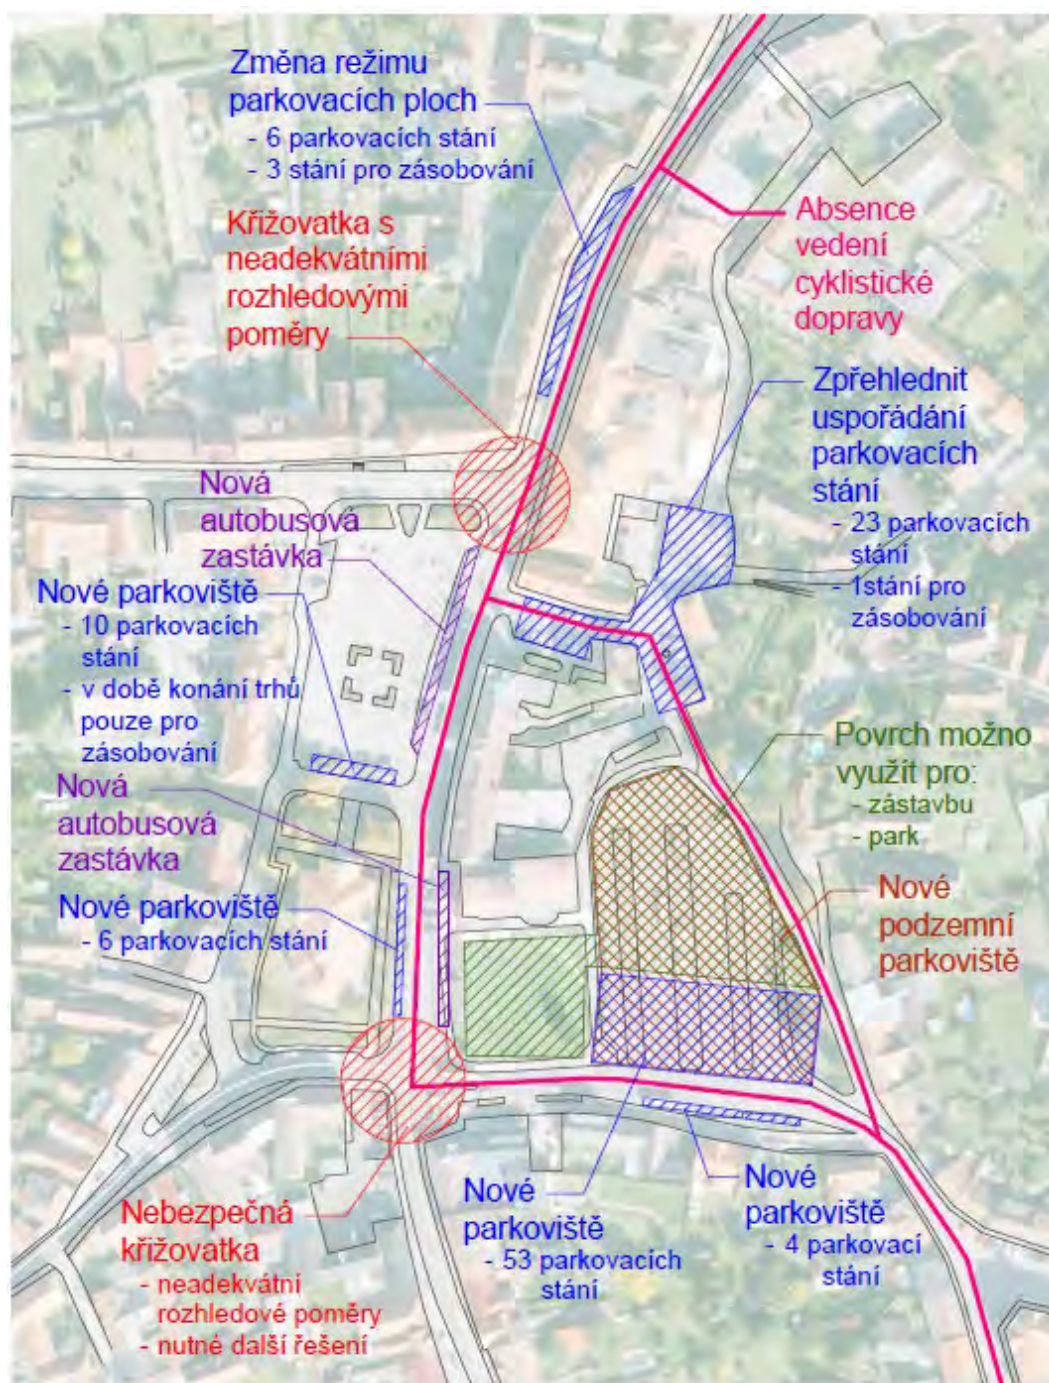 Změna režimu
parkovacích ploch
- 6 parkovacích stání
- 3 stání pro zásobování
Křižovatka s
neadekvátními
rozhledovými
poměry
Absence
vedení
cyklistické
dopravy
Zpřehlednit
uspořádání
parkovacích
stání
- 23 parkovacích
stání
- 1stání pro
zásobování
Nová
autobusová
zastávka
Nové parkoviště
- 10 parkovacích
stání
- v době konání trhů
pouze pro
zásobování
Povrch možno
využít pro:
- zástavbu
- park
Nová
autobusová
zastávka
Nové parkoviště
- 6 parkovacích stání
Nové
podzemní
parkoviště
Nebezpečná
křižovatka
- neadekvátní
rozhledové poměry
- nutné další řešení
Nové
parkoviště
- 53 parkovacích
stání
Nové
parkoviště
- 4 parkovací
stání